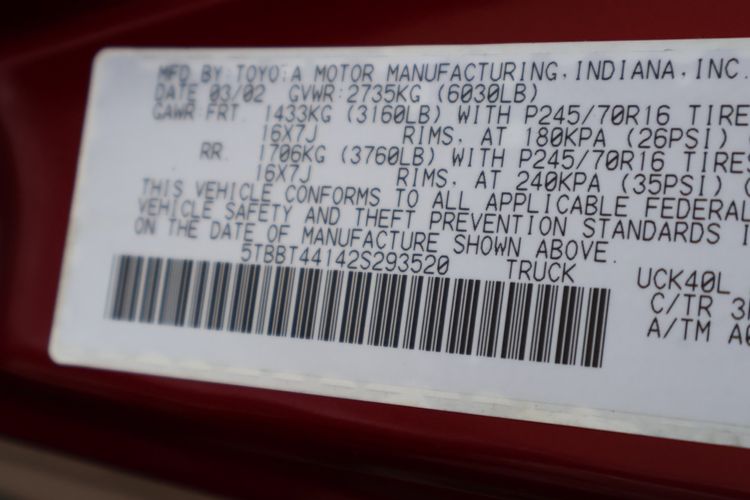 MFD BY: TOYOTA MOTOR MANUFACTURING, INDIANA, INC.
DATE 03/02 GVWR: 2735KG (6030LB)
GAWR FRT. 1433KG (3160LB) WITH P245/70R16 TIRES
16X7J RIMS. AT 180KPA (26PSI)
RR. 1706KG (3760LB) WITH P245/70R16 TIRES
16X7J RIMS. AT 240KPA (35PSI)
THIS VEHICLE CONFORMS TO ALL APPLICABLE FEDERAL
VEHICLE SAFETY AND THEFT PREVENTION STANDARDS I
ON THE DATE OF MANUFACTURE SHOWN ABOVE.
5TBBT44142S293520 TRUCK UCK40L
C/TR 3
A/TM A0